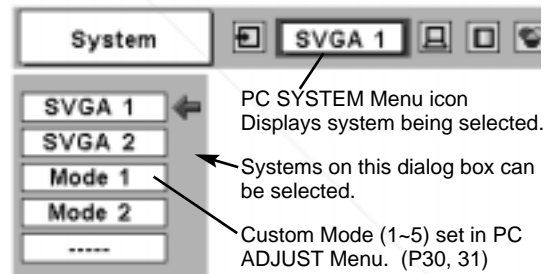 System
SVGA 1
SVGA 1
SVGA 2
Mode 1
Mode 2
-----
PC SYSTEM Menu icon
Displays system being selected.
Systems on this dialog box can
be selected.
Custom Mode (1~5) set in PC
ADJUST Menu. (P30, 31)